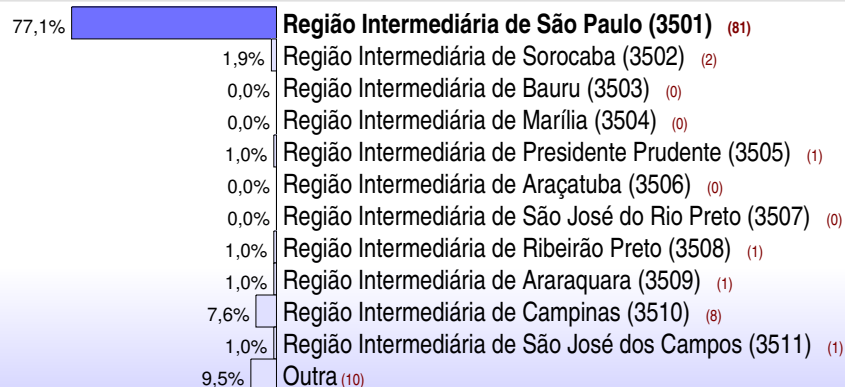 77,1% Região Intermediária de São Paulo (3501) (81)
1,9% Região Intermediária de Sorocaba (3502) (2)
0,0% Região Intermediária de Bauru (3503) (0)
0,0% Região Intermediária de Marília (3504) (0)
1,0% Região Intermediária de Presidente Prudente (3505) (1)
0,0% Região Intermediária de Araçatuba (3506) (0)
0,0% Região Intermediária de São José do Rio Preto (3507) (0)
1,0% Região Intermediária de Ribeirão Preto (3508) (1)
1,0% Região Intermediária de Araraquara (3509) (1)
7,6% Região Intermediária de Campinas (3510) (8)
1,0% Região Intermediária de São José dos Campos (3511) (1)
9,5% Outra (10)